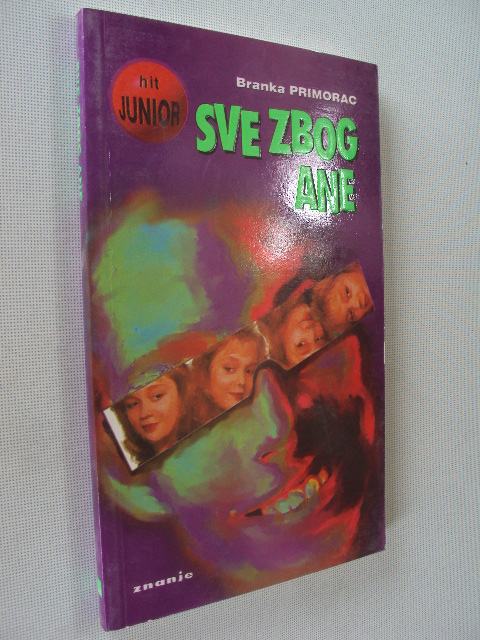 hit
JUNIOR
Branka PRIMORAC
SVE ZBOG
ANE
znanje